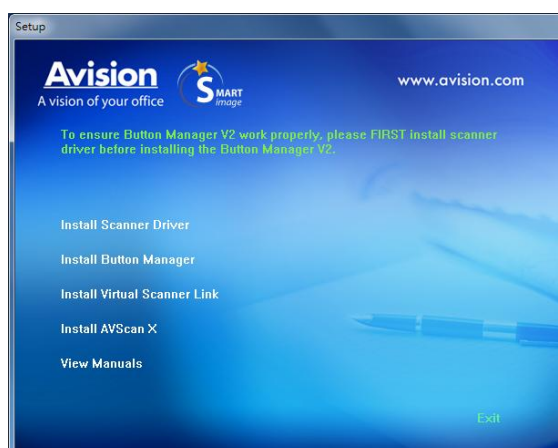 Setup
Avision
A vision of your office
SMART
image
www.avision.com
To ensure Button Manager V2 work properly, please FIRST install scanner
driver before installing the Button Manager V2.
Install Scanner Driver
Install Button Manager
Install Virtual Scanner Link
Install AVScan X
View Manuals
Exit